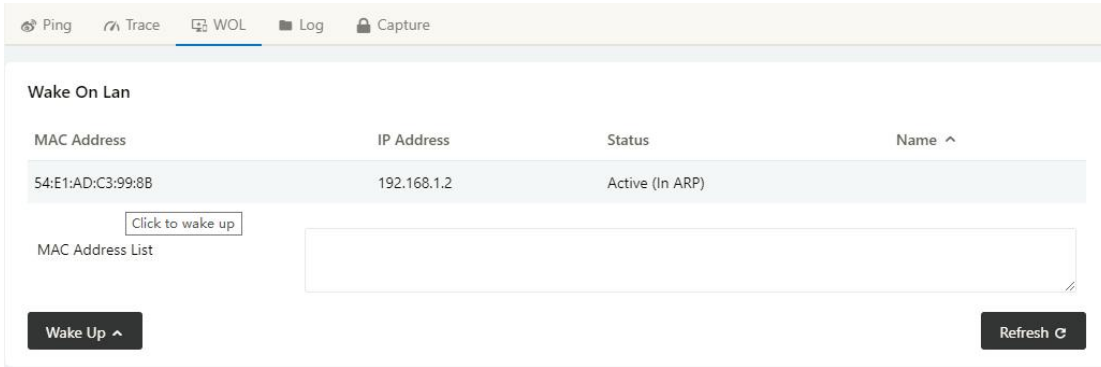 Ping Trace WOL Log Capture
Wake On Lan
MAC Address IP Address Status Name
54:E1:AD:C3:99:8B 192.168.1.2 Active (In ARP)
Click to wake up
MAC Address List
Wake Up Refresh